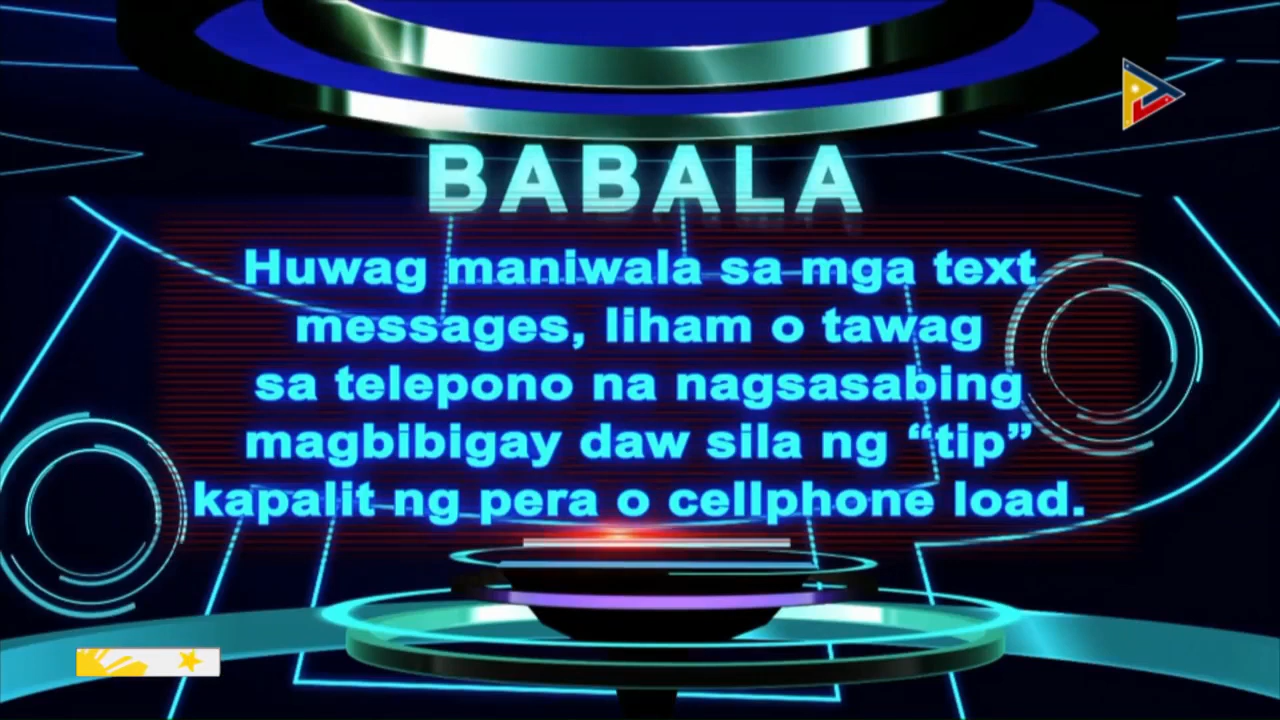 BABALA
Huwag maniwala sa mga text
messages, liham o tawag
sa telepono na nagsasabing
magbibigay daw sila ng “tip”
kapalit ng pera o cellphone load.